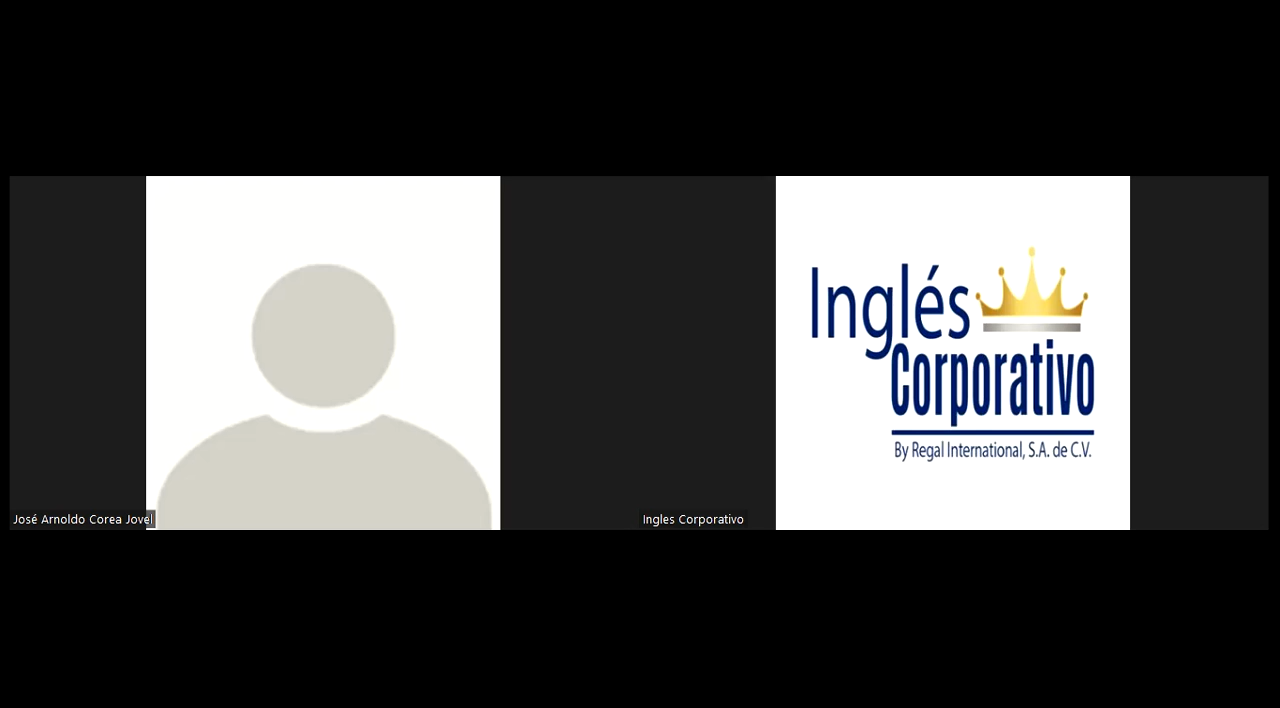 Inglés
Corporativo
By Regal International, S.A. de C.V.
José Arnoldo Corea Jovel
Ingles Corporativo